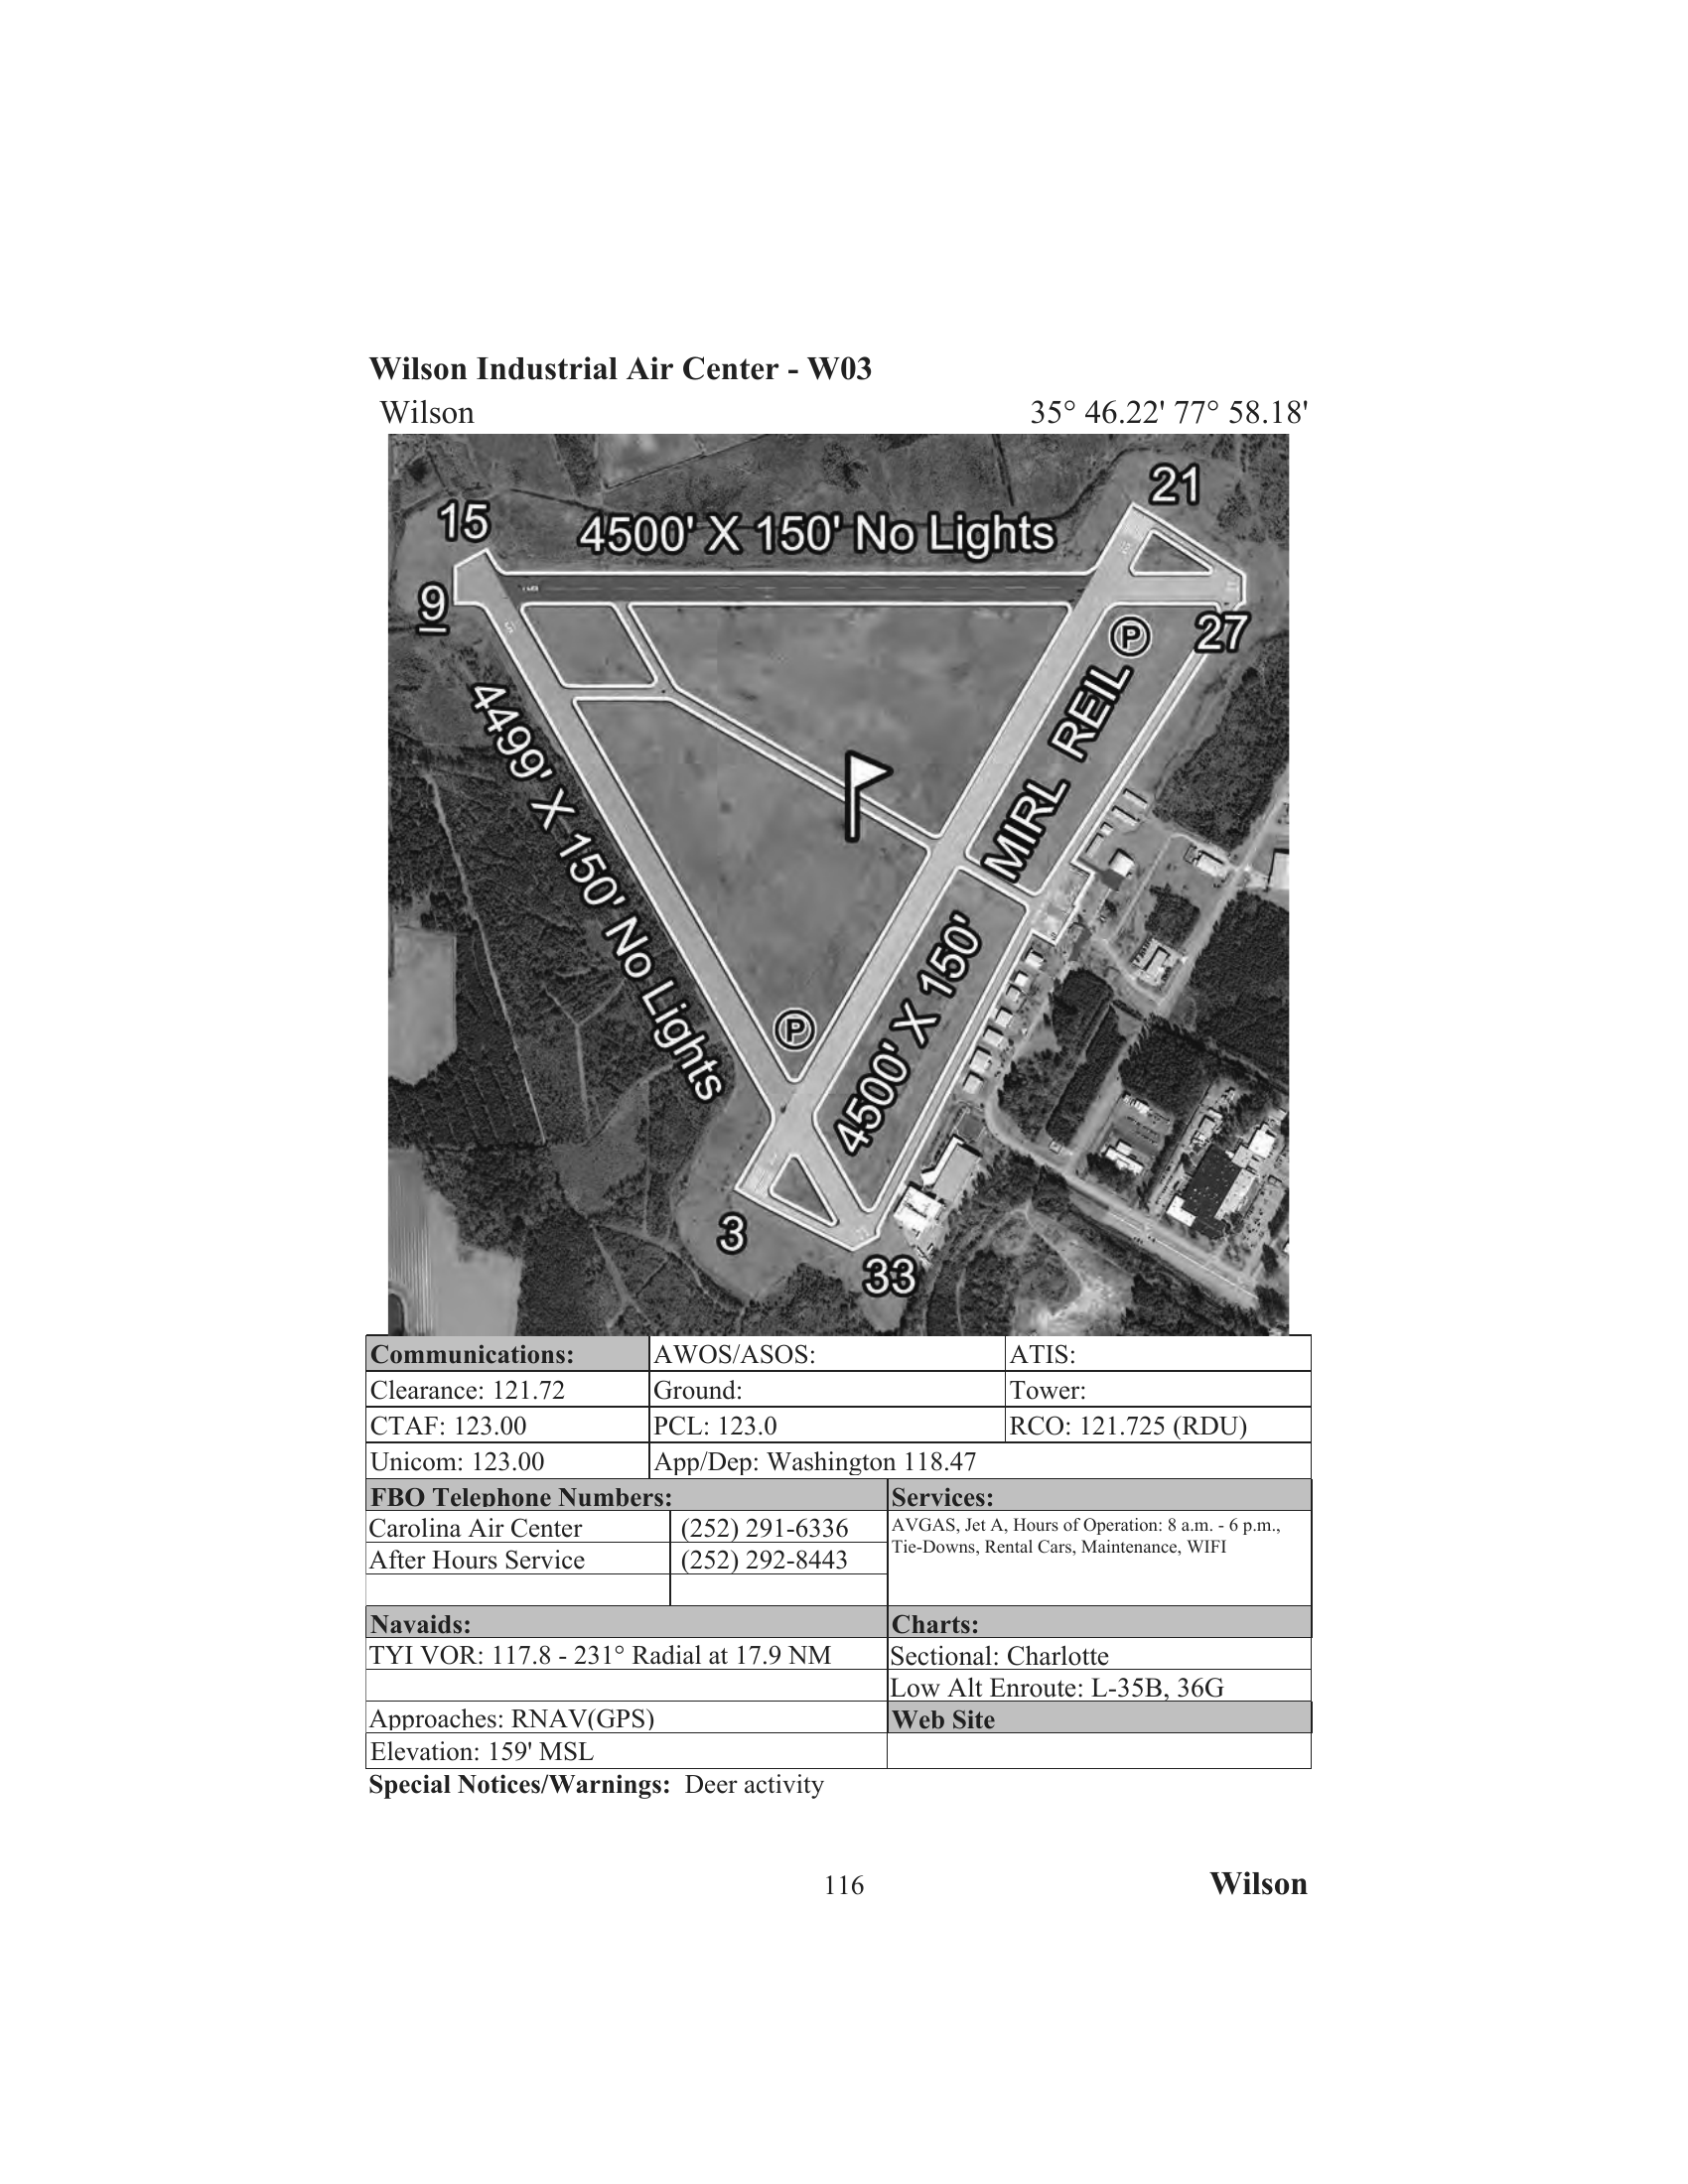 Wilson Industrial Air Center - W03
Wilson 35° 46.22' 77° 58.18'
21
15
4500' X 150' No Lights
9
27
P
MIRL REIL
4499' X 150' No Lights
4500' X 150'
P
3
33
Communications: AWOS/ASOS: ATIS:
Clearance: 121.72 Ground: Tower:
CTAF: 123.00 PCL: 123.0 RCO: 121.725 (RDU)
Unicom: 123.00 App/Dep: Washington 118.47
FBO Telephone Numbers: Services:
Carolina Air Center (252) 291-6336
After Hours Service (252) 292-8443
AVGAS, Jet A, Hours of Operation: 8 a.m. - 6 p.m.,
Tie-Downs, Rental Cars, Maintenance, WIFI
Navaids: Charts:
TYI VOR: 117.8 - 231° Radial at 17.9 NM Sectional: Charlotte
Low Alt Enroute: L-35B, 36G
Approaches: RNAV(GPS) Web Site
Elevation: 159' MSL
Special Notices/Warnings: Deer activity
116 Wilson